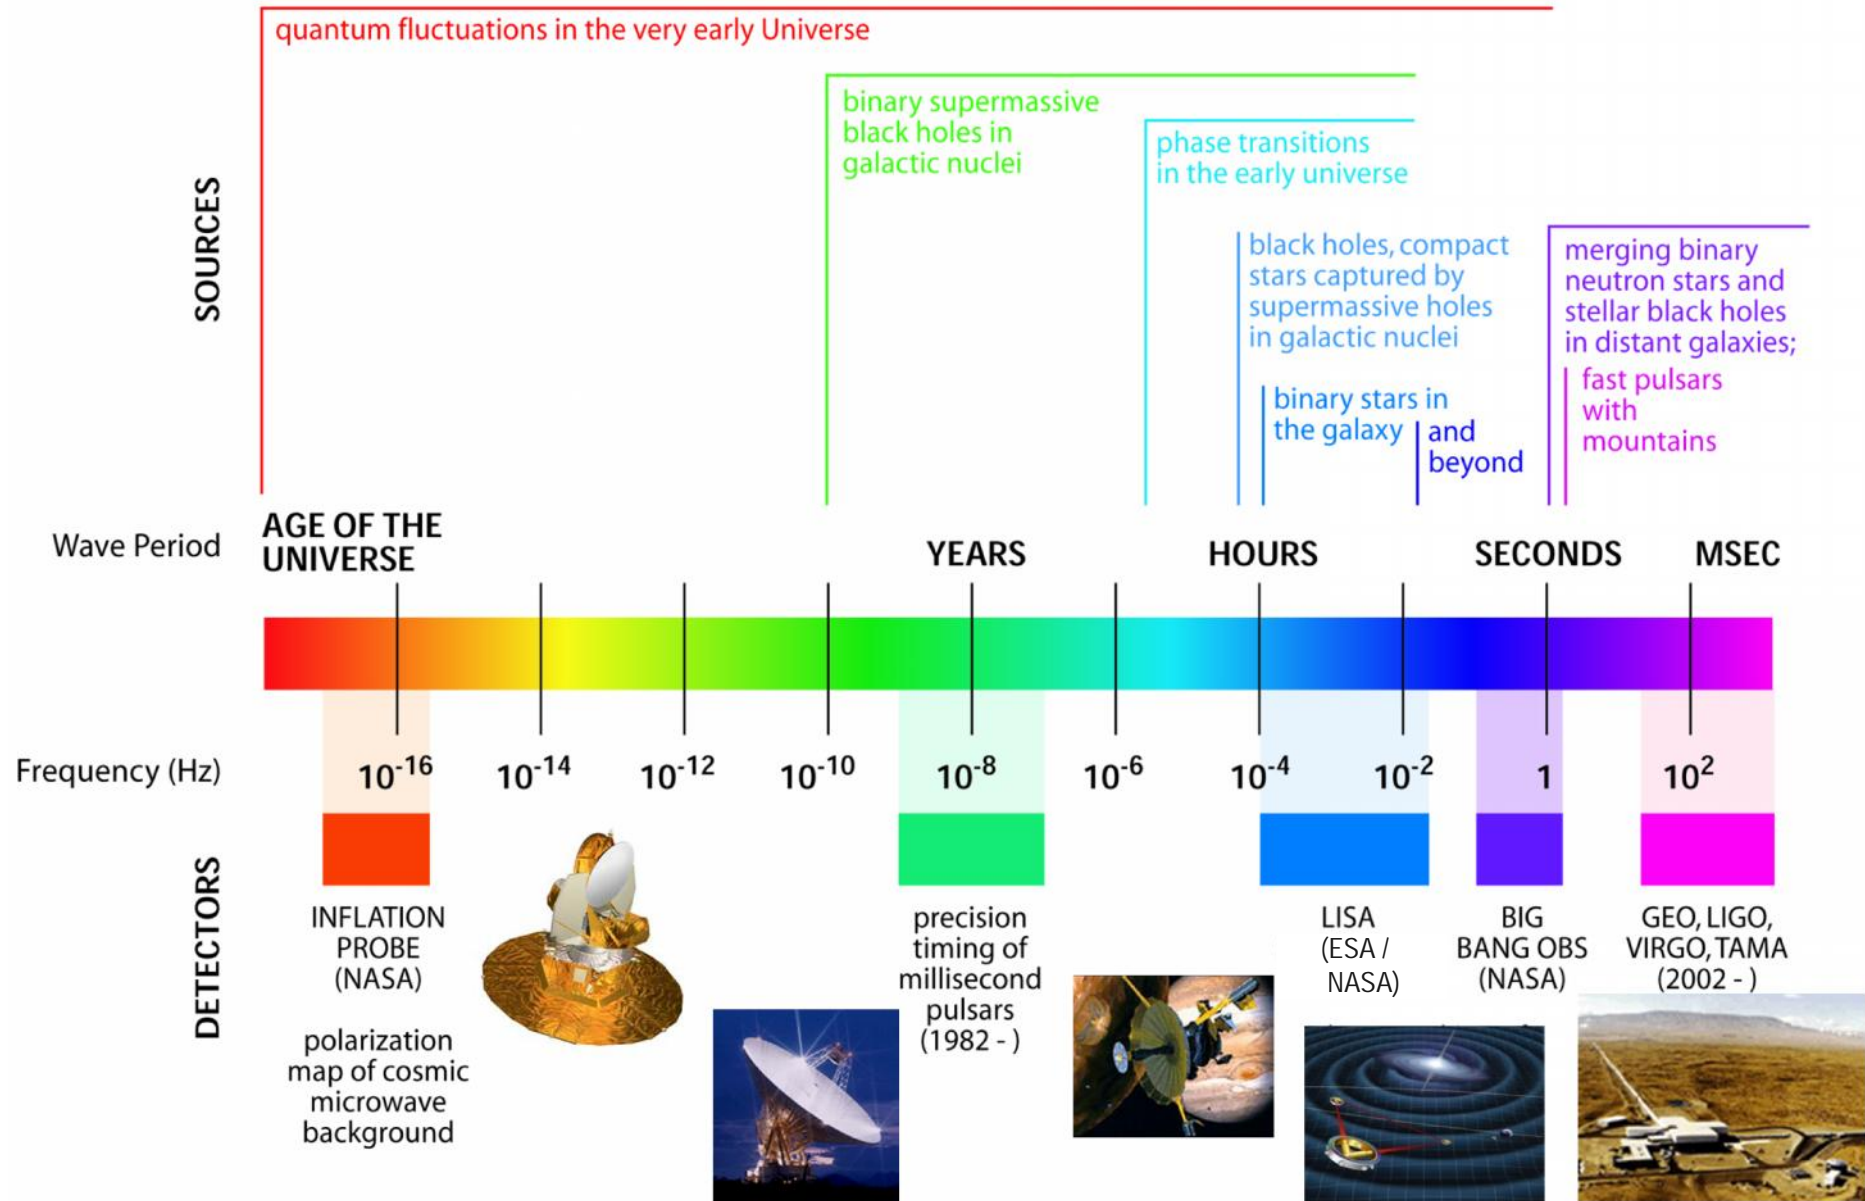 quantum fluctuations in the very early Universe
binary supermassive
black holes in
galactic nuclei
phase transitions
in the early universe
black holes, compact
stars captured by
supermassive holes
in galactic nuclei
merging binary
neutron stars and
stellar black holes
in distant galaxies;
fast pulsars
with
mountains
binary stars in
the galaxy
and
beyond
SOURCES
Wave Period
AGE OF THE
UNIVERSE
YEARS
HOURS
SECONDS
MSEC
Frequency (Hz)
10⁻¹⁶
10⁻¹⁴
10⁻¹²
10⁻¹⁰
10⁻⁸
10⁻⁶
10⁻⁴
10⁻²
1
10²
DETECTORS
INFLATION
PROBE
(NASA)
polarization
map of cosmic
microwave
background
precision
timing of
millisecond
pulsars
(1982 - )
LISA
(ESA /
NASA)
BIG
BANG OBS
(NASA)
GEO, LIGO,
VIRGO, TAMA
(2002 - )